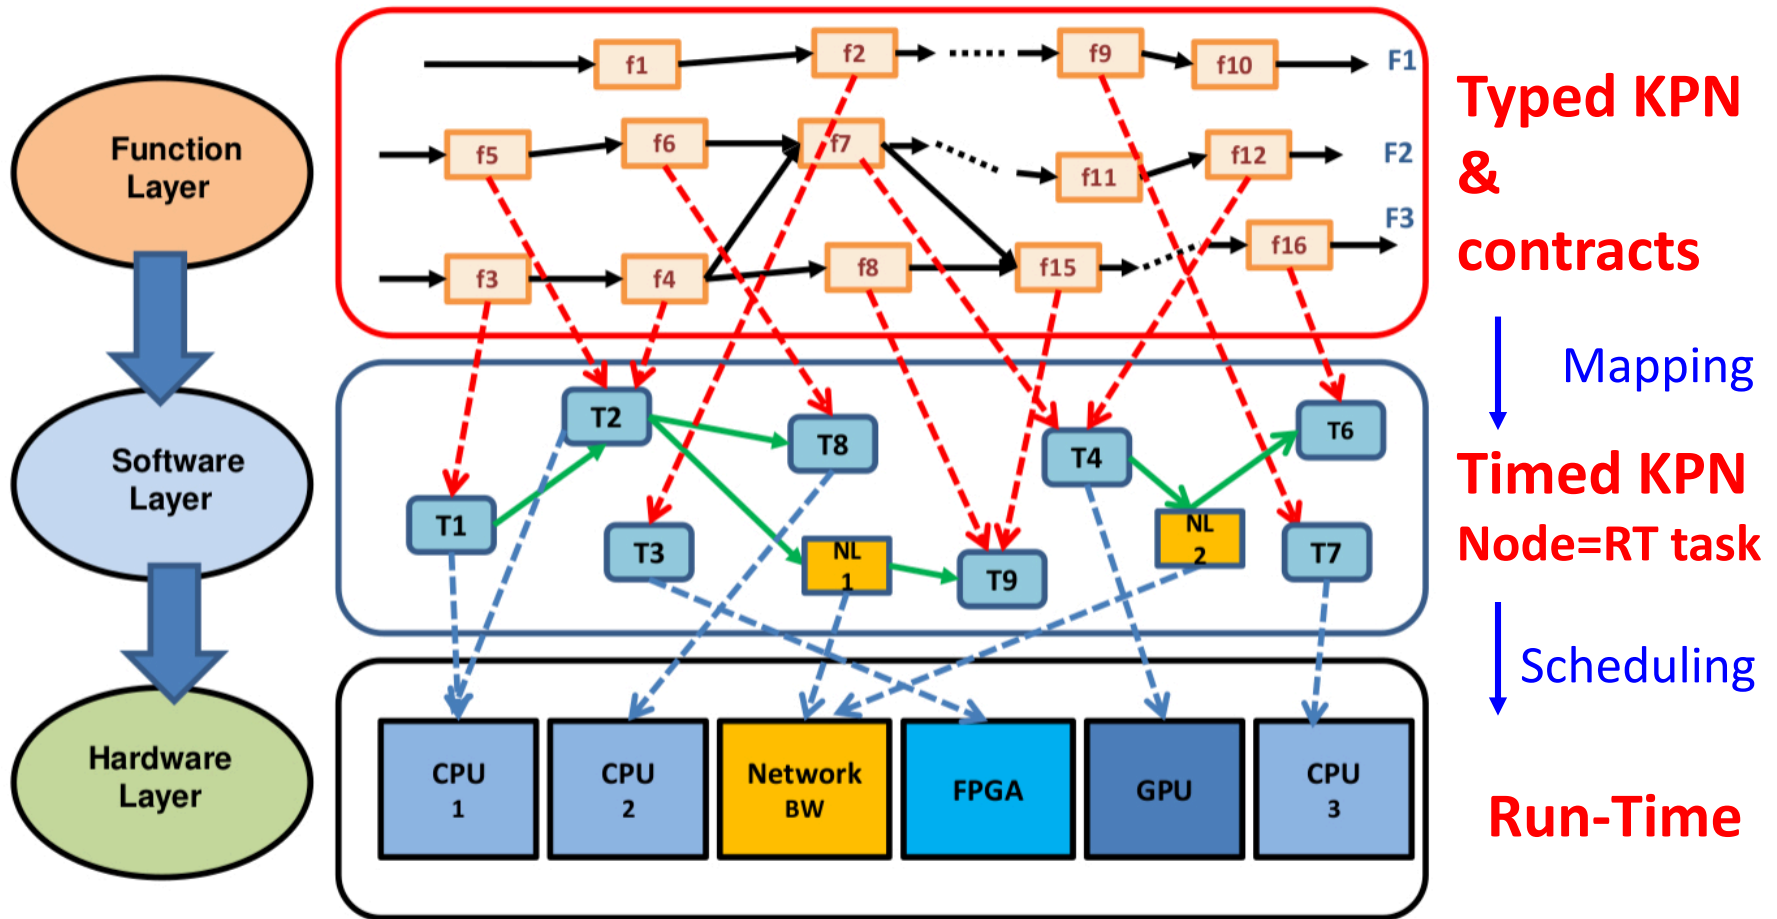 Function
Layer
Software
Layer
Hardware
Layer
f1
f2
f9
f10
F1
f5
f6
f7
f11
f12
F2
f3
f4
f8
f15
f16
F3
T1
T2
T3
T8
NL
1
T9
T4
NL
2
T6
T7
CPU
1
CPU
2
Network
BW
FPGA
GPU
CPU
3
Typed KPN
&
contracts
Mapping
Timed KPN
Node=RT task
Scheduling
Run-Time